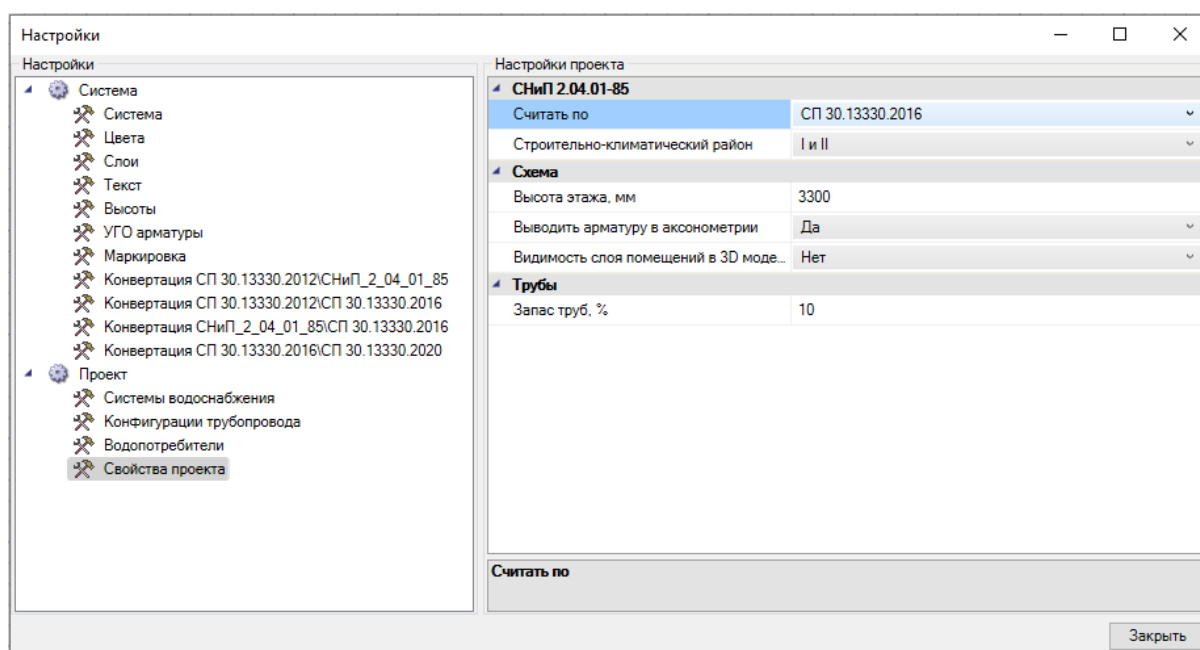 Настройки
Настройки
Система
Система
Цвета
Слои
Текст
Высоты
УГО арматуры
Маркировка
Конвертация СП 30.13330.2012\СНиП_2_04_01_85
Конвертация СП 30.13330.2012\СП 30.13330.2016
Конвертация СНиП_2_04_01_85\СП 30.13330.2016
Конвертация СП 30.13330.2016\СП 30.13330.2020
Проект
Системы водоснабжения
Конфигурации трубопровода
Водопотребители
Свойства проекта
Настройки проекта
СНиП 2.04.01-85
Считать по СП 30.13330.2016
Строительно-климатический район I и II
Схема
Высота этажа, мм 3300
Выводить арматуру в аксонометрии Да
Видимость слоя помещений в 3D моде... Нет
Трубы
Запас труб, % 10
Считать по
Закрыть